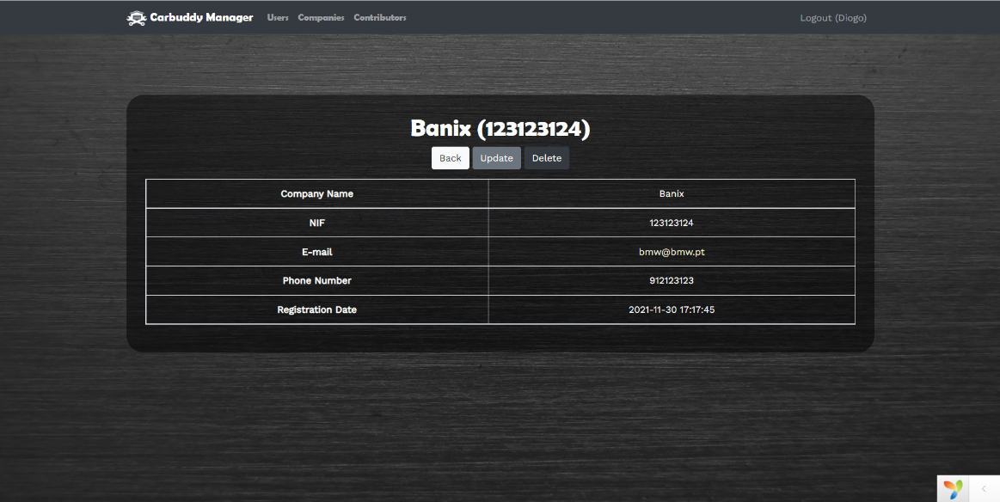 Carbuddy Manager Users Companies Contributors Logout (Diogo)
Banix (123123124)
Back Update Delete
Company Name Banix
NIF 123123124
E-mail bmw@bmw.pt
Phone Number 912123123
Registration Date 2021-11-30 17:17:45